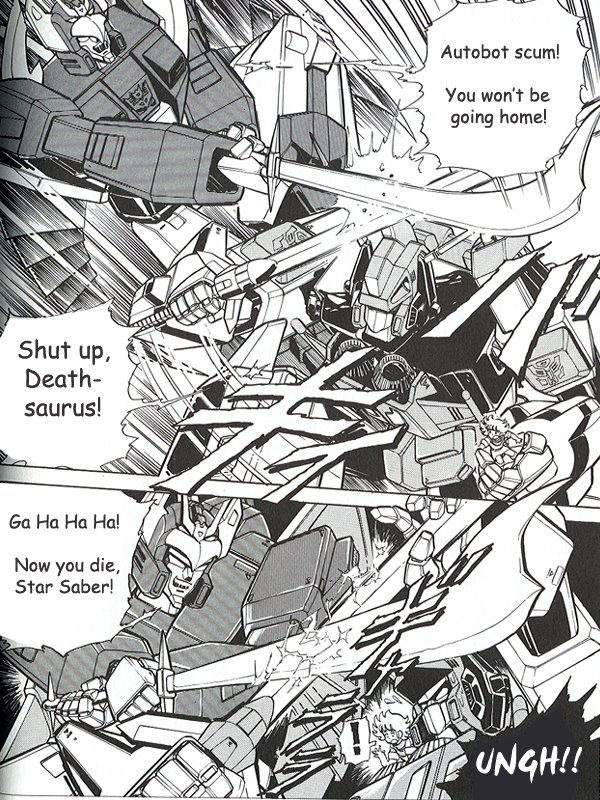 Autobot scum!
You won't be
going home!
Shut up,
Death-
saurus!
Ga Ha Ha Ha!
Now you die,
Star Saber!
!
UNGH!!